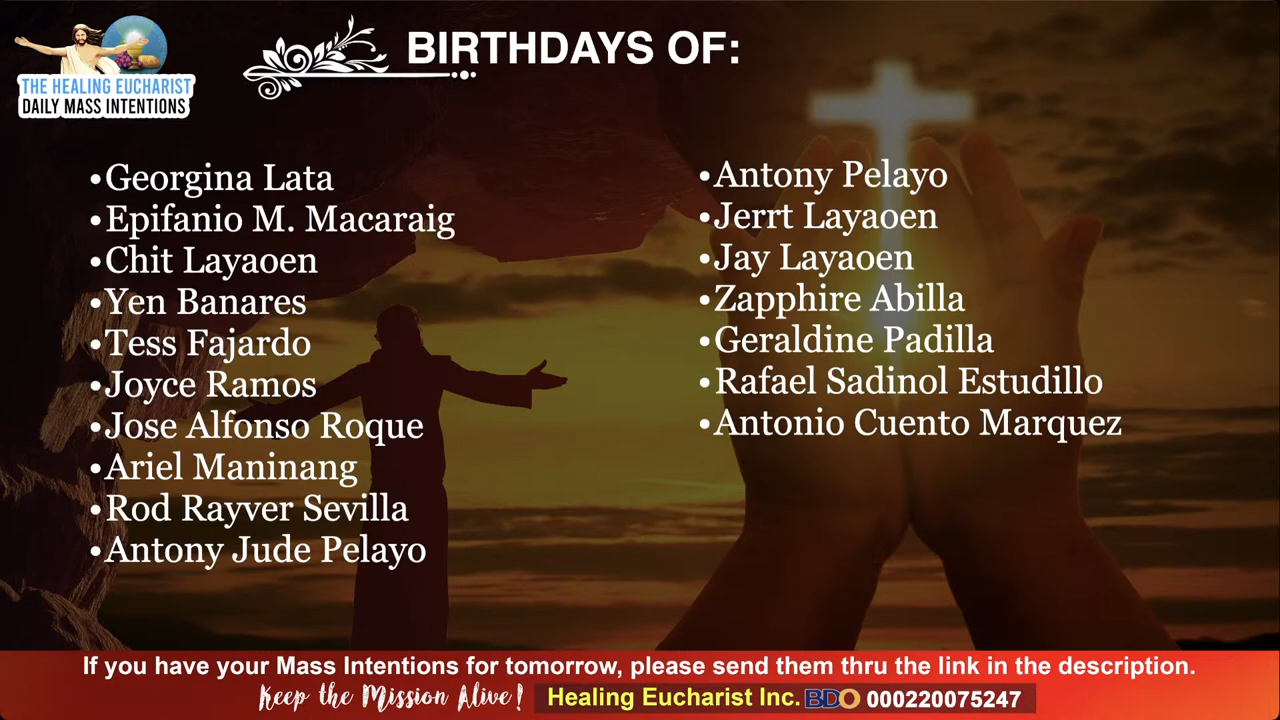 THE HEALING EUCHARIST
DAILY MASS INTENTIONS
BIRTHDAYS OF:
•Georgina Lata
•Epifanio M. Macaraig
•Chit Layaoen
•Yen Banares
•Tess Fajardo
•Joyce Ramos
•Jose Alfonso Roque
•Ariel Maninang
•Rod Rayver Sevilla
•Antony Jude Pelayo
•Antony Pelayo
•Jerrt Layaoen
•Jay Layaoen
•Zapphire Abilla
•Geraldine Padilla
•Rafael Sadinol Estudillo
•Antonio Cuento Marquez
If you have your Mass Intentions for tomorrow, please send them thru the link in the description.
Keep the Mission Alive! Healing Eucharist Inc. BDO 000220075247